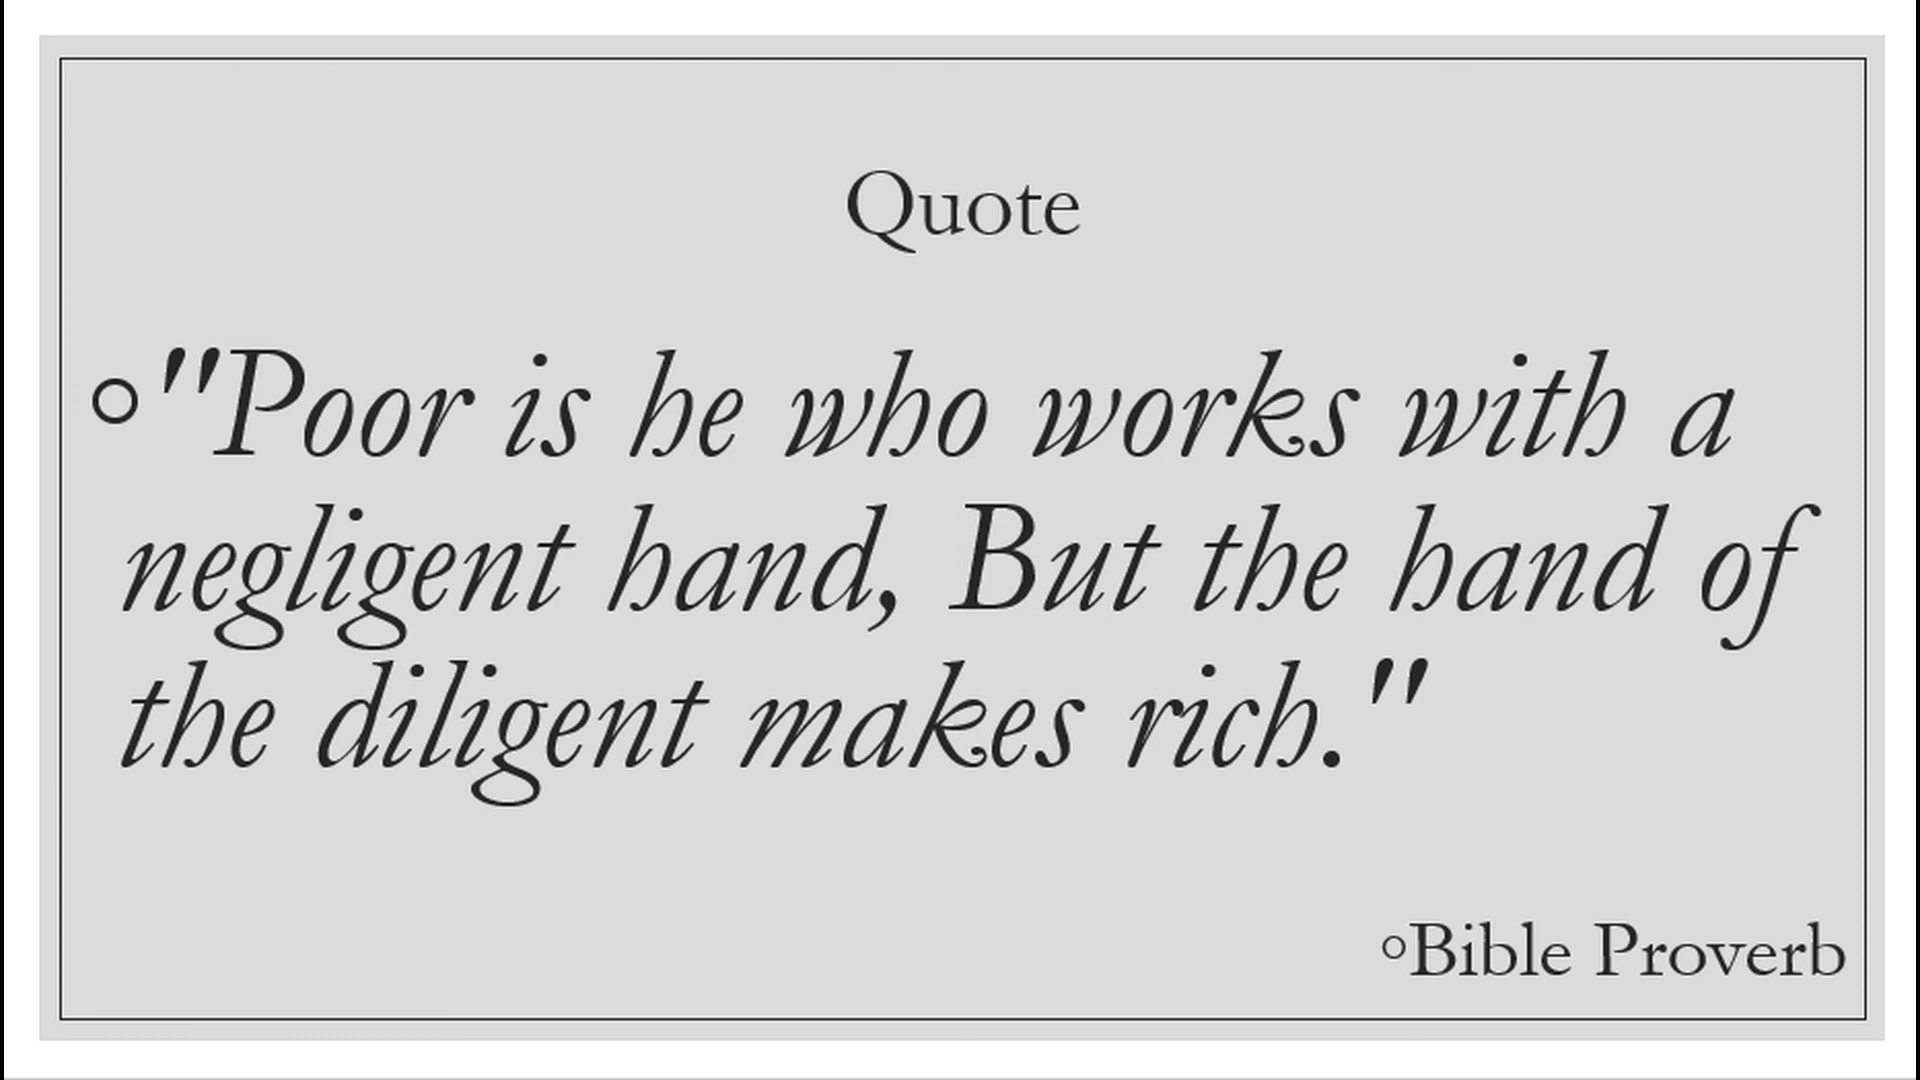 Quote
°"Poor is he who works with a
negligent hand, But the hand of
the diligent makes rich."
°Bible Proverb